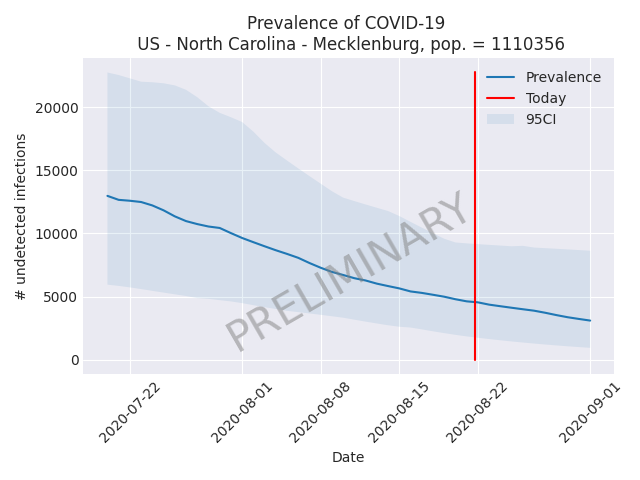 Prevalence of COVID-19
US - North Carolina - Mecklenburg, pop. = 1110356
Prevalence
Today
95CI
20000
15000
10000
5000
0
# undetected infections
PRELIMINARY
2020-07-22
2020-08-01
2020-08-08
2020-08-15
2020-08-22
2020-09-01
Date